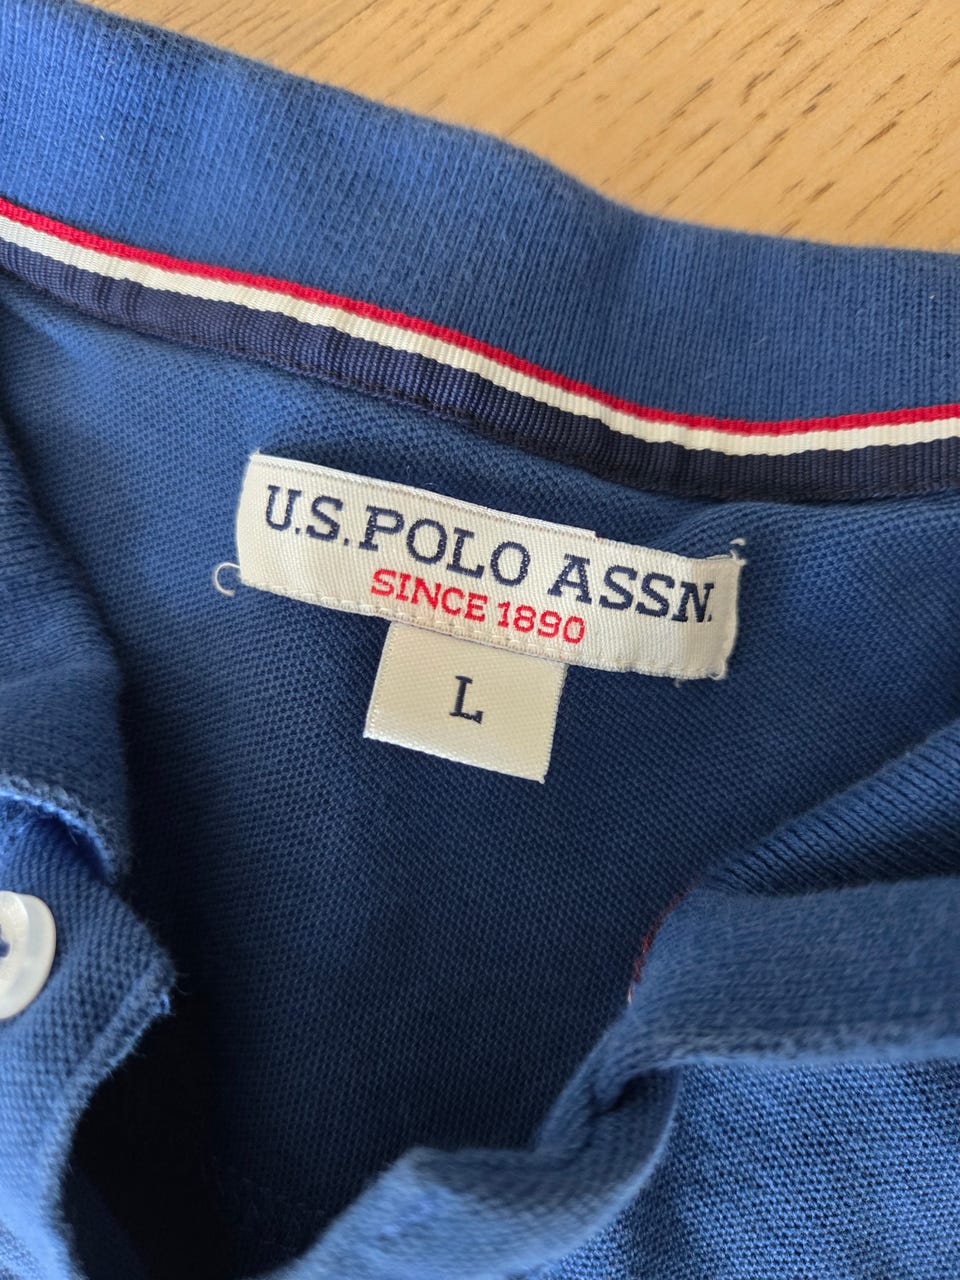 U.S. POLO ASSN.
SINCE 1890
L